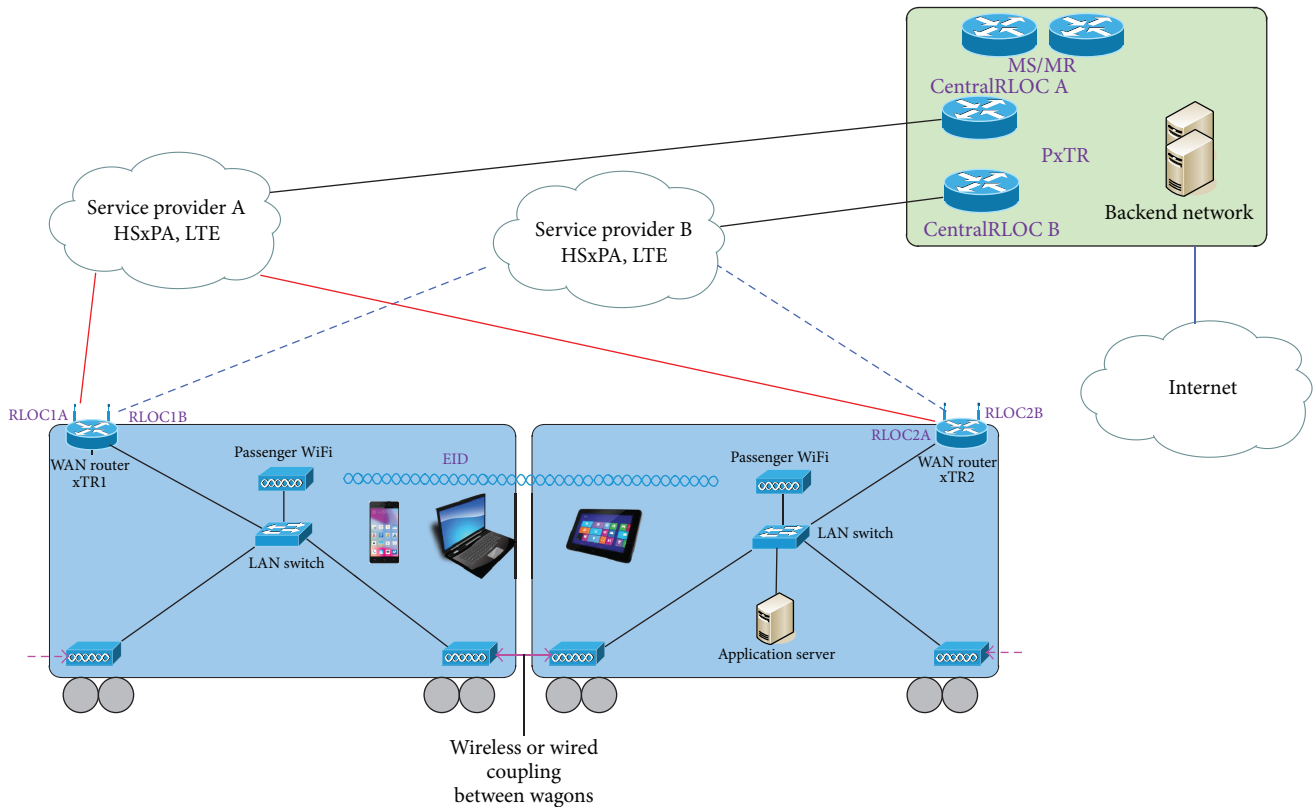 MS/MR
CentralRLOC A
PxTR
CentralRLOC B
Backend network
Service provider A
HSxPA, LTE
Service provider B
HSxPA, LTE
Internet
RLOC1A
RLOC1B
WAN router
xTR1
Passenger WiFi
LAN switch
EID
RLOC2A
RLOC2B
WAN router
xTR2
Passenger WiFi
LAN switch
Application server
Wireless or wired
coupling
between wagons